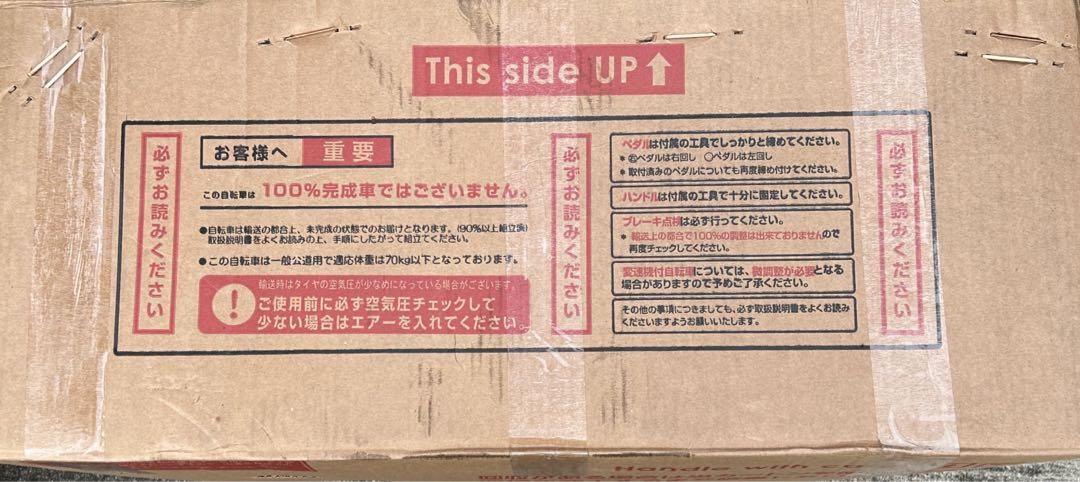 This side UP ↑
必ずお読みください
お客様へ 重要
この自転車は 100%完成車ではございません。
●自転車は輸送の都合上、未完成の状態でのお届けとなります。(90%以上組立済)
取扱説明書をよくお読みの上、手順にしたがって組立てください。
●この自転車は一般公道用で適応体重は70kg以下となっております。
輸送時はタイヤの空気圧が少なめになっている場合がございます。
ご使用前に必ず空気圧チェックして
少ない場合はエアーを入れてください。
必ずお読みください
ペダルは付属の工具でしっかりと締めてください。
* 右ペダルは右回し ○ペダルは左回し
* 取付済みのペダルについても再度締め付けてください。
ハンドルは付属の工具で十分に固定してください。
ブレーキ点検は必ず行ってください。
* 輸送上の都合で100%の調整は出来ておりませんので
再度チェックしてください。
変速機付自転車については、微調整が必要となる
場合がありますので予めご了承ください。
その他の事項につきましても、必ず取扱説明書をよくお読み
くださいますようお願いいたします。
必ずお読みください
Handle with ca